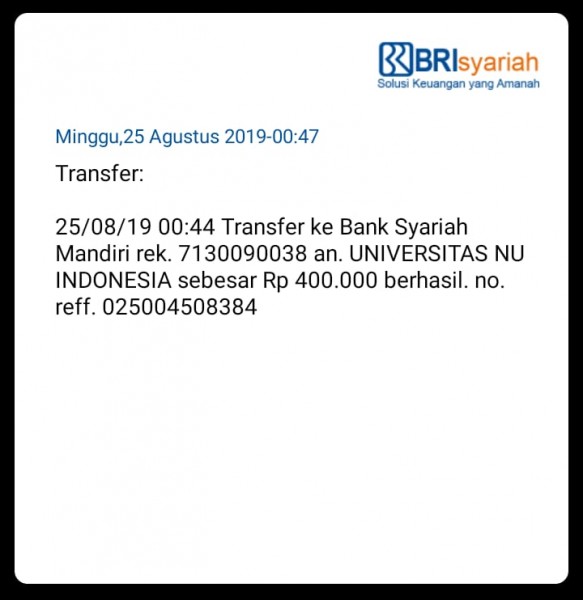 BRIsyariah
Solusi Keuangan yang Amanah
Minggu,25 Agustus 2019-00:47
Transfer:
25/08/19 00:44 Transfer ke Bank Syariah
Mandiri rek. 7130090038 an. UNIVERSITAS NU
INDONESIA sebesar Rp 400.000 berhasil. no.
reff. 025004508384